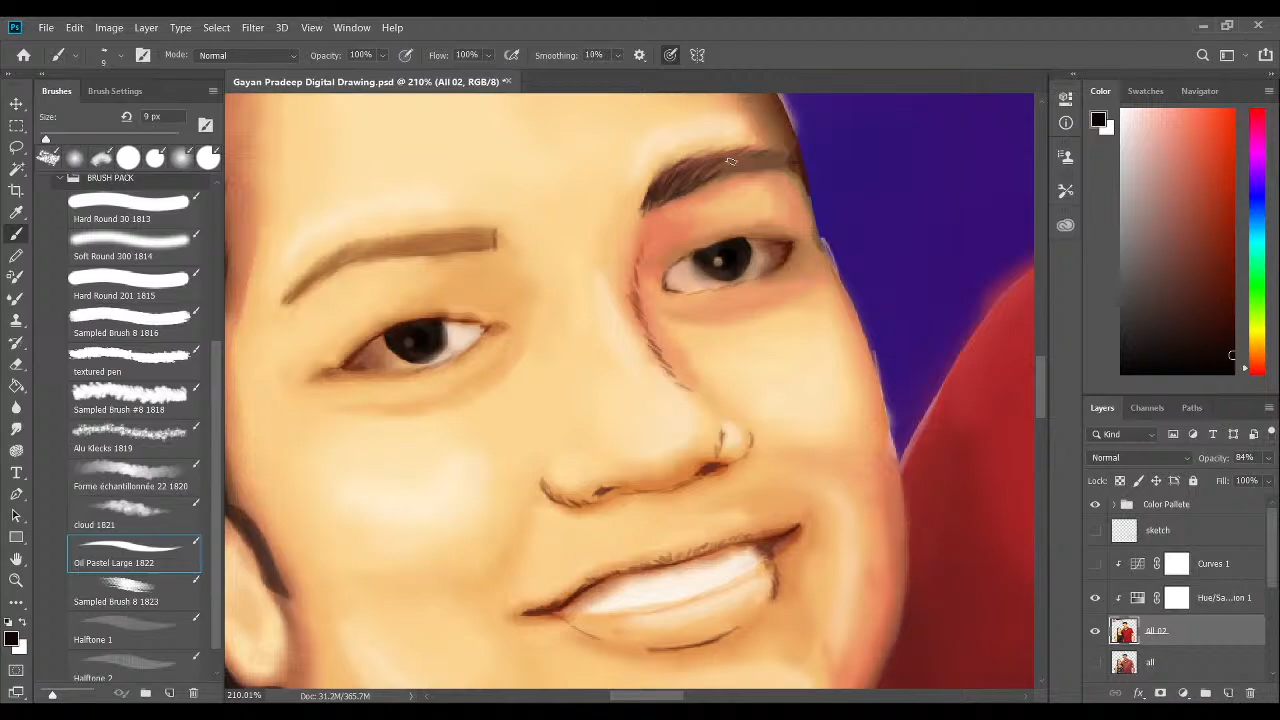 Ps File Edit Image Layer Type Select Filter 3D View Window Help
9 Mode: Normal Opacity: 100% Flow: 100% Smoothing: 10%
Brushes Brush Settings
Gayan Pradeep Digital Drawing.psd @ 210% (All 02, RGB/8) *
Color Swatches Navigator
Size: 9 px
BRUSH PACK
Hard Round 30 1813
Soft Round 300 1814
Hard Round 201 1815
Sampled Brush 8 1816
textured pen
Sampled Brush #8 1818
Alu Klecks 1819
Forme échantillonnée 22 1820
cloud 1821
Oil Pastel Large 1822
Sampled Brush 8 1823
Halftone 1
Halftone 2
Layers Channels Paths
Kind
Normal Opacity: 84%
Lock: Fill: 100%
Color Pallete
sketch
Curves 1
Hue/Sa...ion 1
All 02
all
fx
210.01% Doc: 31.2M/365.7M